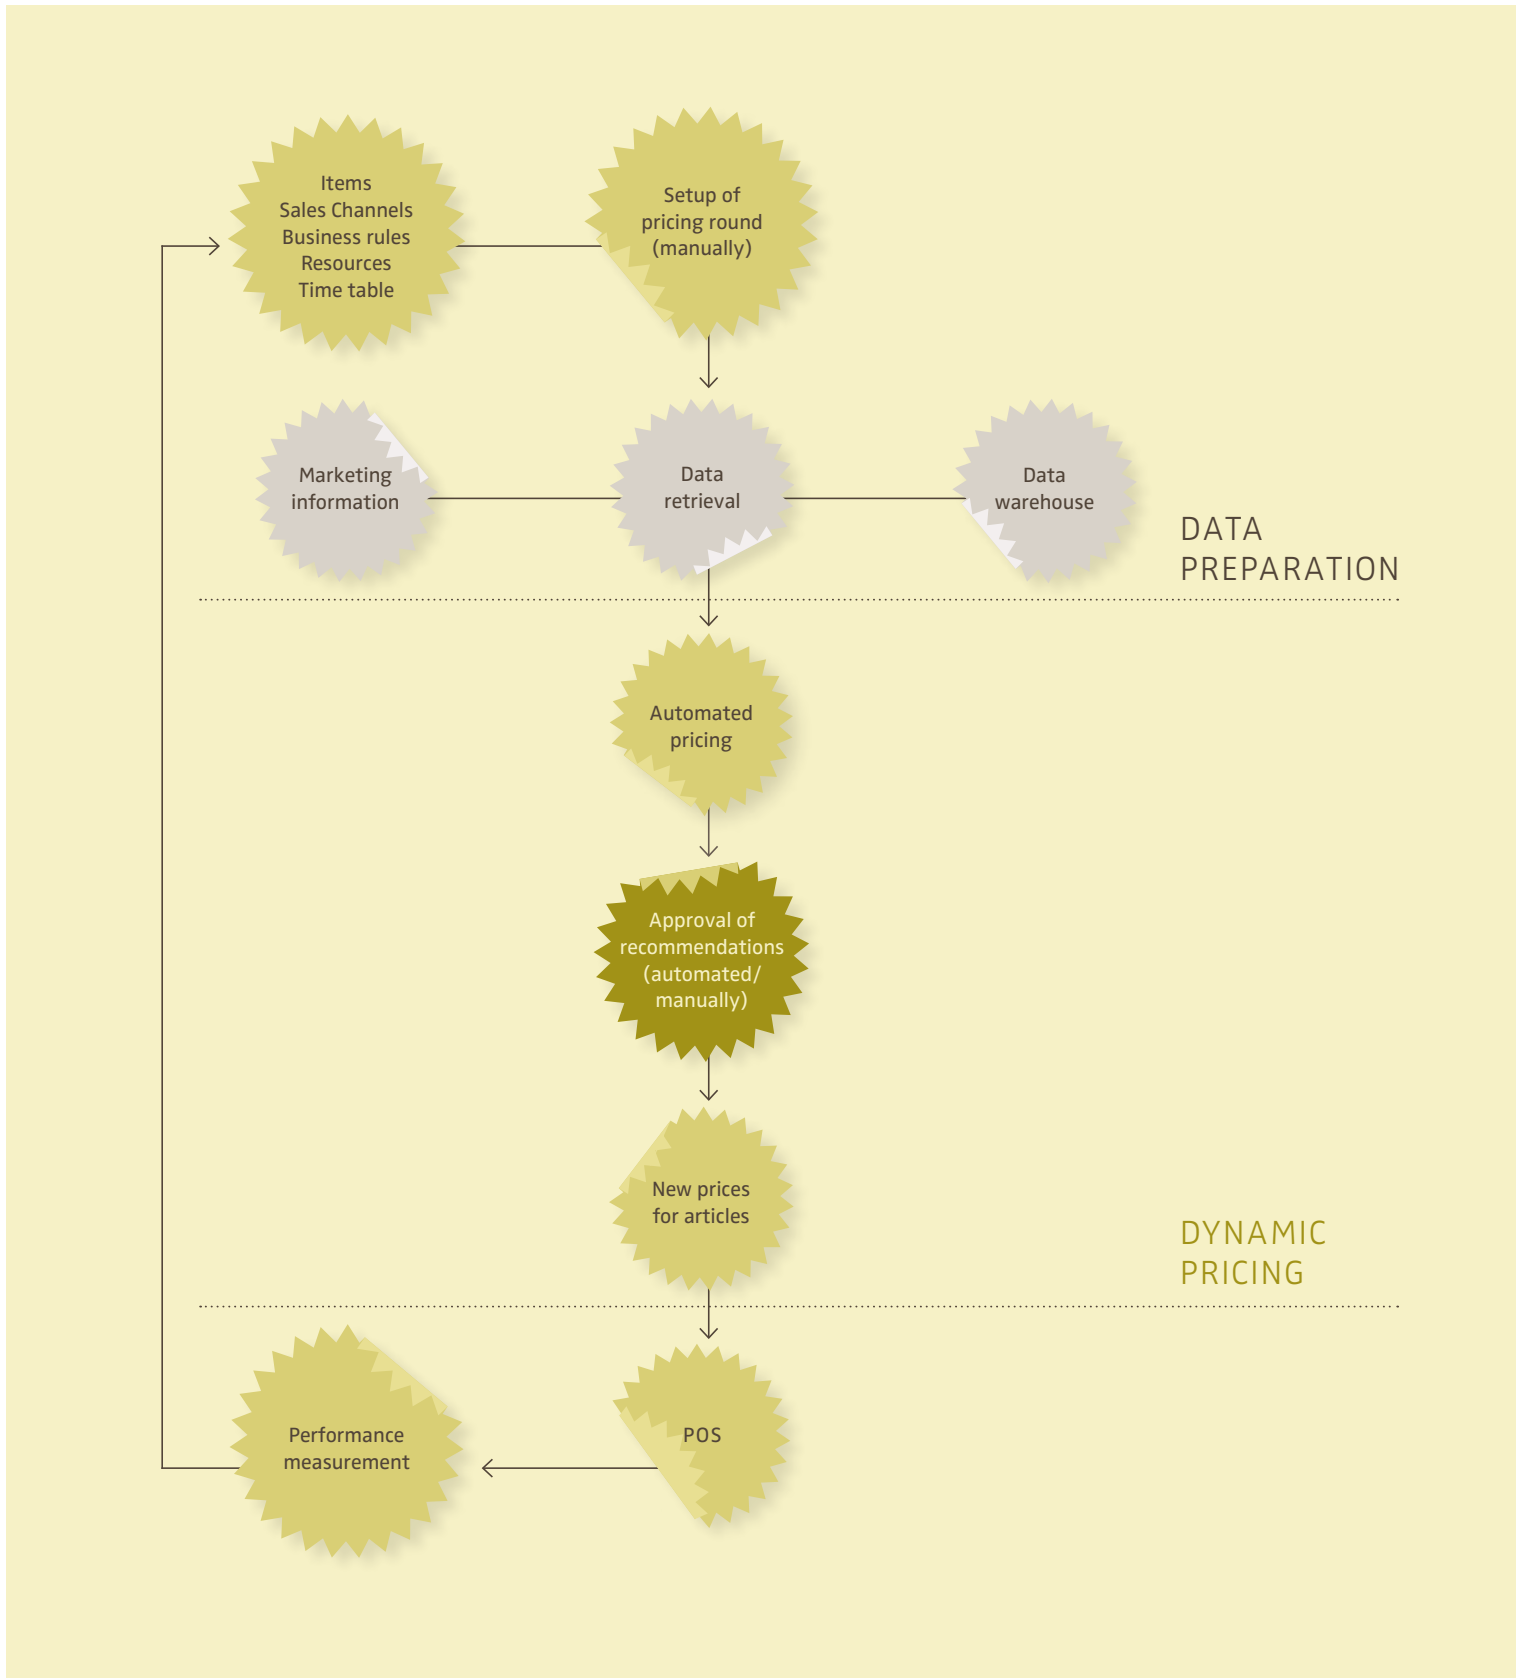 Items
Sales Channels
Business rules
Resources
Time table
Setup of
pricing round
(manually)
Marketing
information
Data
retrieval
Data
warehouse
DATA
PREPARATION
Automated
pricing
Approval of
recommendations
(automated/
manually)
New prices
for articles
DYNAMIC
PRICING
Performance
measurement
POS